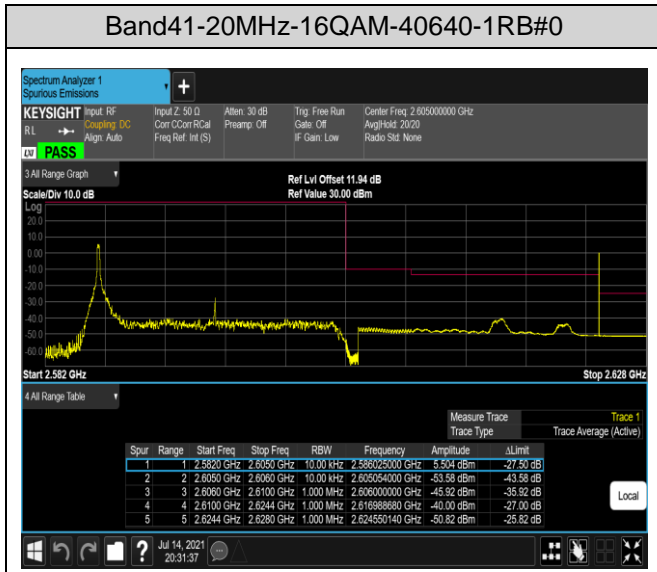 Band41-20MHz-16QAM-40640-1RB#0
Spectrum Analyzer 1
Spurious Emissions
+
KEYSIGHT Input: RF Input Z: 50 Ω Atten: 30 dB Trig: Free Run Center Freq: 2.605000000 GHz
RL Coupling: DC Corr CCorr RCal Preamp: Off Gate: Off Avg|Hold: 20/20
Align: Auto Freq Ref: Int (S) IF Gain: Low Radio Std: None
LXI PASS
3 All Range Graph
Ref Lvl Offset 11.94 dB
Scale/Div 10.0 dB Ref Value 30.00 dBm
Log
20.0
10.0
0.00
-10.0
-20.0
-30.0
-40.0
-50.0
-60.0
Start 2.582 GHz Stop 2.628 GHz
4 All Range Table
Measure Trace Trace 1
Trace Type Trace Average (Active)
Spur Range Start Freq Stop Freq RBW Frequency Amplitude ΔLimit
1 1 2.5820 GHz 2.6050 GHz 10.00 kHz 2.586025000 GHz 5.504 dBm -27.50 dB
2 2 2.6050 GHz 2.6060 GHz 10.00 kHz 2.605054000 GHz -53.58 dBm -43.58 dB
3 3 2.6060 GHz 2.6100 GHz 1.000 MHz 2.606000000 GHz -45.92 dBm -35.92 dB
4 4 2.6100 GHz 2.6244 GHz 1.000 MHz 2.616988680 GHz -40.00 dBm -27.00 dB
5 5 2.6244 GHz 2.6280 GHz 1.000 MHz 2.624550140 GHz -50.82 dBm -25.82 dB
Local
? Jul 14, 2021
20:31:37